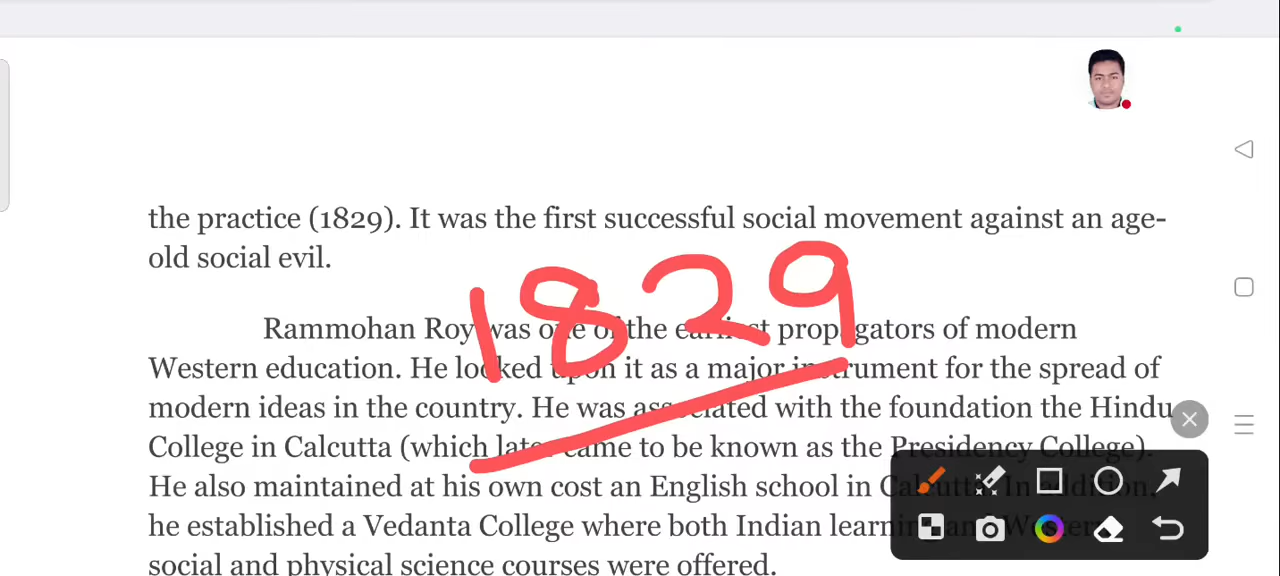 the practice (1829). It was the first successful social movement against an age-
old social evil.
1829
Rammohan Roy was one of the earliest propagators of modern
Western education. He looked upon it as a major instrument for the spread of
modern ideas in the country. He was associated with the foundation the Hindu
College in Calcutta (which later came to be known as the Presidency College).
He also maintained at his own cost an English school in Calcutta. In addition,
he established a Vedanta College where both Indian learning and Western
social and physical science courses were offered.